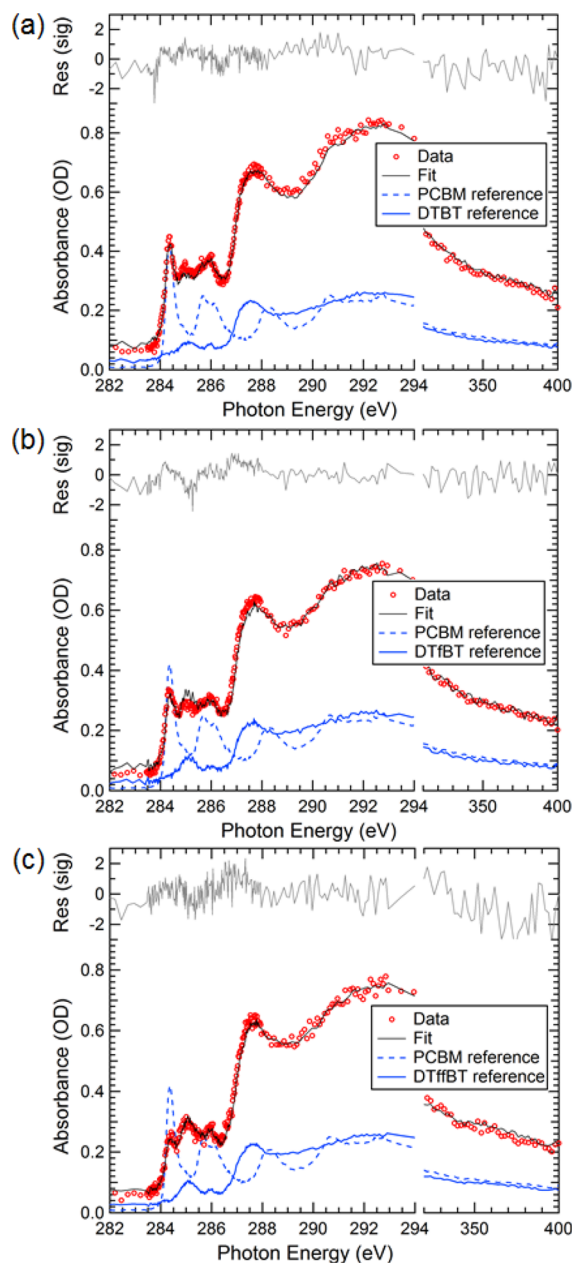 (a)
Res (sig)
2
0
-2
Absorbance (OD)
0.8
0.6
0.4
0.2
0.0
Data
Fit
PCBM reference
DTBT reference
282 284 286 288 290 292 294 350 400
Photon Energy (eV)
(b)
Res (sig)
2
0
-2
Absorbance (OD)
0.8
0.6
0.4
0.2
0.0
Data
Fit
PCBM reference
DTfBT reference
282 284 286 288 290 292 294 350 400
Photon Energy (eV)
(c)
Res (sig)
2
0
-2
Absorbance (OD)
0.8
0.6
0.4
0.2
0.0
Data
Fit
PCBM reference
DTffBT reference
282 284 286 288 290 292 294 350 400
Photon Energy (eV)